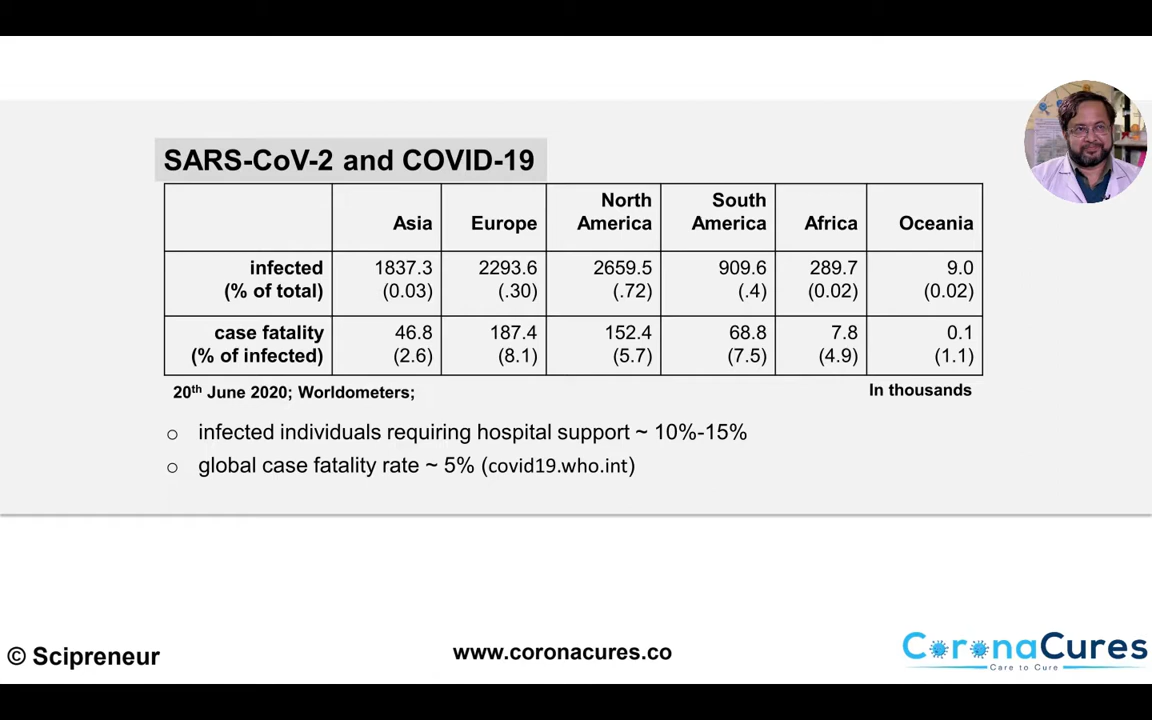 SARS-CoV-2 and COVID-19
Asia Europe North America South America Africa Oceania
infected (% of total) 1837.3 (0.03) 2293.6 (.30) 2659.5 (.72) 909.6 (.4) 289.7 (0.02) 9.0 (0.02)
case fatality (% of infected) 46.8 (2.6) 187.4 (8.1) 152.4 (5.7) 68.8 (7.5) 7.8 (4.9) 0.1 (1.1)
20th June 2020; Worldometers; In thousands
o infected individuals requiring hospital support ~ 10%-15%
o global case fatality rate ~ 5% (covid19.who.int)
© Scipreneur
www.coronacures.co
CoronaCures
Care to Cure